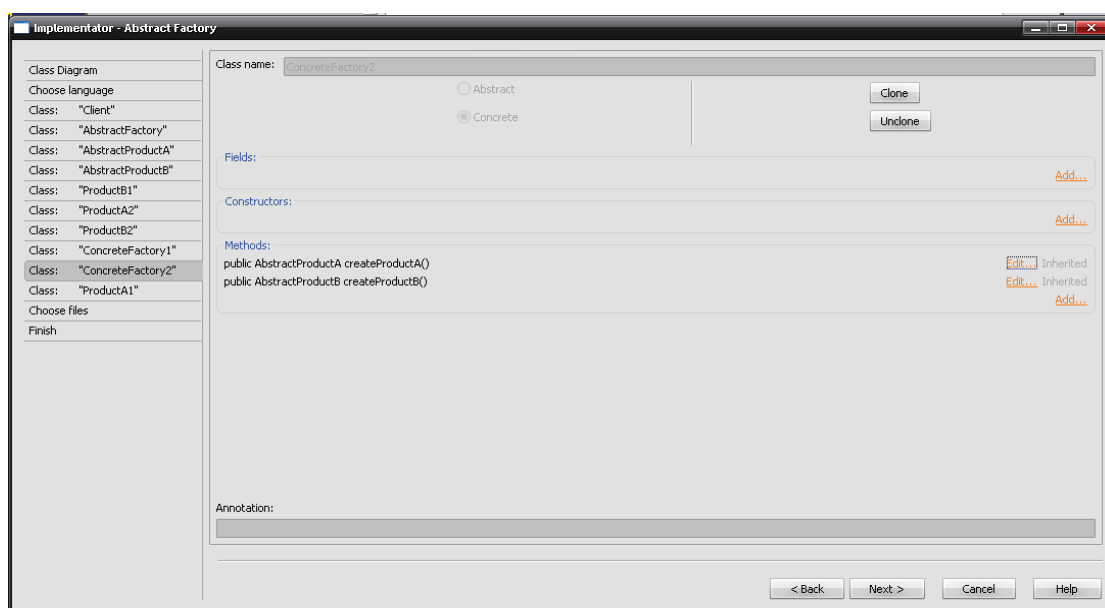 Implementator - Abstract Factory
Class Diagram
Choose language
Class: "Client"
Class: "AbstractFactory"
Class: "AbstractProductA"
Class: "AbstractProductB"
Class: "ProductB1"
Class: "ProductA2"
Class: "ProductB2"
Class: "ConcreteFactory1"
Class: "ConcreteFactory2"
Class: "ProductA1"
Choose files
Finish
Class name: ConcreteFactory2
Abstract
Concrete
Clone
Unclone
Fields:
Add...
Constructors:
Add...
Methods:
public AbstractProductA createProductA() Edit... Inherited
public AbstractProductB createProductB() Edit... Inherited
Add...
Annotation:
< Back Next > Cancel Help